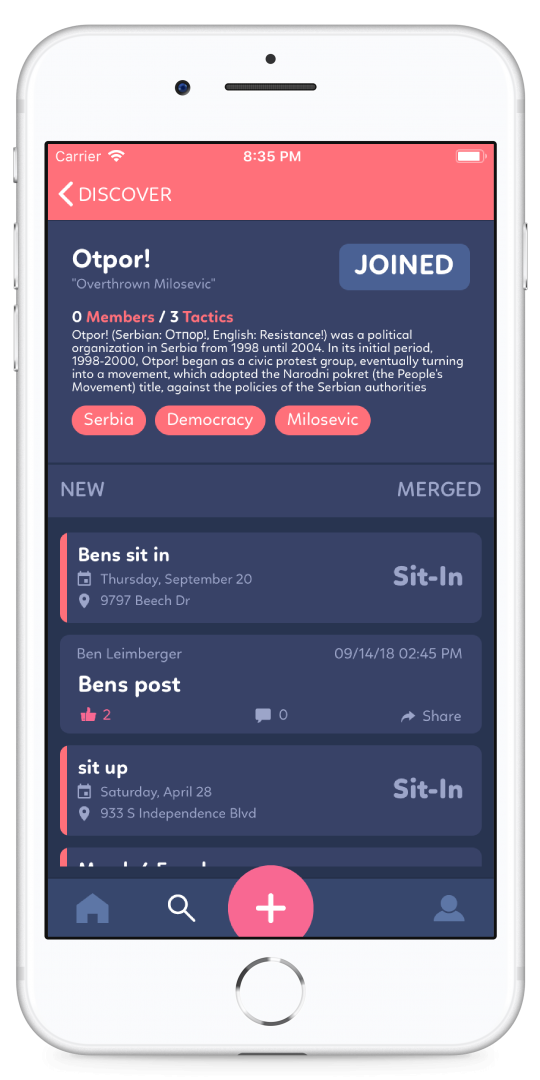 Carrier 8:35 PM
DISCOVER
Otpor!
JOINED
"Overthrown Milosevic"
0 Members / 3 Tactics
Otpor! (Serbian: Отпор!, English: Resistance!) was a political
organization in Serbia from 1998 until 2004. In its initial period,
1998-2000, Otpor! began as a civic protest group, eventually turning
into a movement, which adopted the Narodni pokret (the People's
Movement) title, against the policies of the Serbian authorities
Serbia Democracy Milosevic
NEW MERGED
Bens sit in
Thursday, September 20
9797 Beech Dr
Sit-In
Ben Leimberger 09/14/18 02:45 PM
Bens post
2 0 Share
sit up
Saturday, April 28
933 S Independence Blvd
Sit-In